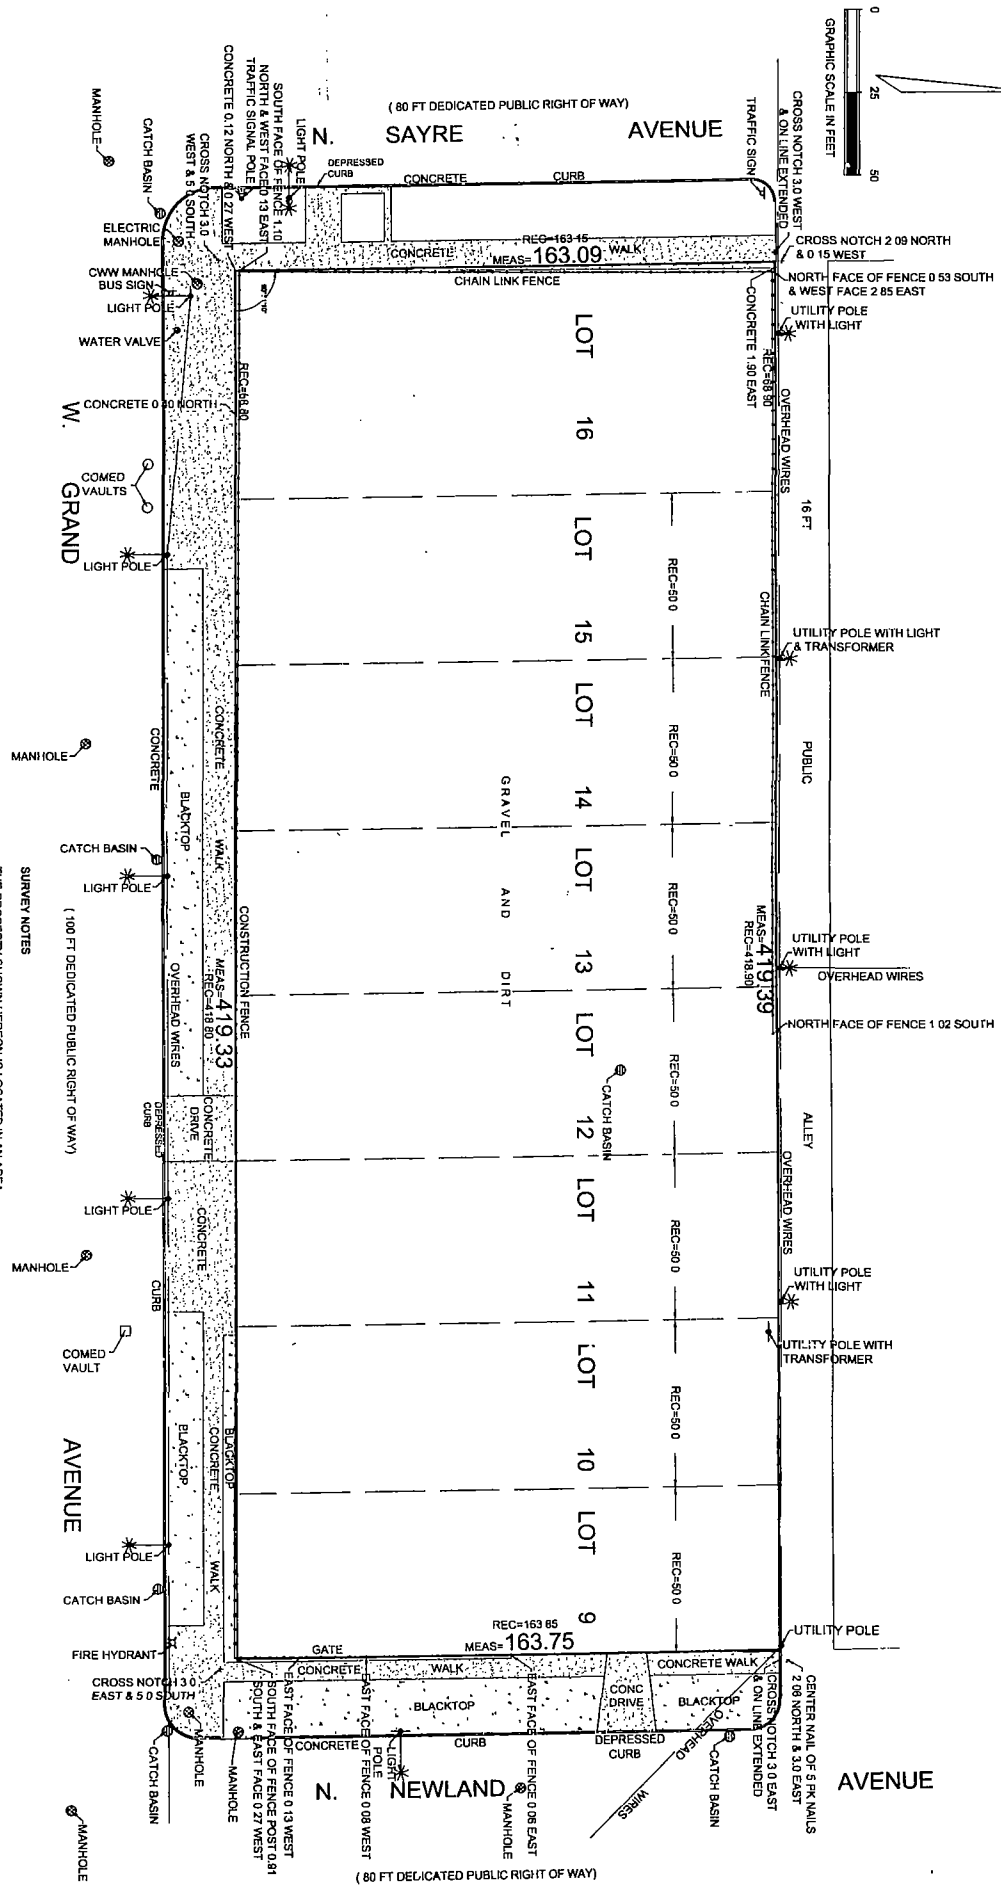 0
25
50
GRAPHIC SCALE IN FEET
( 80 FT DEDICATED PUBLIC RIGHT OF WAY)
N. SAYRE AVENUE
MANHOLE
CATCH BASIN
ELECTRIC
MANHOLE
CWW MANHOLE
BUS SIGN
LIGHT POLE
WATER VALVE
CONCRETE 0.12 NORTH & 0.27 WEST
TRAFFIC SIGNAL POLE
NORTH & WEST FACE 0.13 EAST
SOUTH FACE OF FENCE 1.10
LIGHT POLE
CROSS NOTCH 3.0
WEST & 5.0 SOUTH
DEPRESSED
CURB
CONCRETE CURB
TRAFFIC SIGN
CROSS NOTCH 3.0 WEST
& ON LINE EXTENDED
CROSS NOTCH 2 09 NORTH
& 0 15 WEST
REC=163 15
MEAS=163.09
CONCRETE WALK
CHAIN LINK FENCE
NORTH FACE OF FENCE 0 53 SOUTH
& WEST FACE 2 85 EAST
UTILITY POLE
WITH LIGHT
CONCRETE 1.90 EAST
REC=68 90
REC=68.80
OVERHEAD WIRES
16 FT
PUBLIC
ALLEY
LOT 16
CONCRETE 0 40 NORTH
W. GRAND AVENUE
COMED
VAULTS
LIGHT POLE
LOT 15
REC=50 0
CHAIN LINK FENCE
UTILITY POLE WITH LIGHT
& TRANSFORMER
MANHOLE
CONCRETE
BLACKTOP
CONCRETE WALK
LOT 14
REC=50 0
GRAVEL AND DIRT
CATCH BASIN
LIGHT POLE
LOT 13
REC=50 0
MEAS=419.39
REC=418.90
UTILITY POLE
WITH LIGHT
OVERHEAD WIRES
NORTH FACE OF FENCE 1 02 SOUTH
CONSTRUCTION FENCE
MEAS=419.33
REC=418 80
OVERHEAD WIRES
( 100 FT DEDICATED PUBLIC RIGHT OF WAY)
SURVEY NOTES
LOT 12
REC=50 0
CATCH BASIN
DEPRESSED
CURB
CONCRETE
DRIVE
LIGHT POLE
OVERHEAD WIRES
CONCRETE
MANHOLE
CURB
LOT 11
REC=50 0
UTILITY POLE
WITH LIGHT
UTILITY POLE WITH
TRANSFORMER
COMED
VAULT
BLACKTOP
CONCRETE WALK
BLACKTOP
LOT 10
REC=50 0
LIGHT POLE
CATCH BASIN
LOT 9
REC=50.0
REC=163 85
MEAS=163.75
UTILITY POLE
FIRE HYDRANT
GATE
CONCRETE WALK
CONCRETE WALK
CROSS NOTCH 3 0
EAST & 5 0 SOUTH
BLACKTOP
CONC
DRIVE
BLACKTOP
CENTER NAIL OF 5 PK NAILS
2 06 NORTH & 3.0 EAST
CROSS NOTCH 3 0 EAST
& ON LINE EXTENDED
CATCH BASIN
MANHOLE
MANHOLE
SOUTH FACE OF FENCE POST 0.91
SOUTH & EAST FACE 0 27 WEST
EAST FACE OF FENCE 0 13 WEST
EAST FACE OF FENCE 0 08 WEST
EAST FACE OF FENCE 0 06 EAST
CONCRETE CURB
LIGHT
POLE
DEPRESSED
CURB
OVERHEAD WIRES
CATCH BASIN
MANHOLE
MANHOLE
N. NEWLAND AVENUE
( 80 FT DEDICATED PUBLIC RIGHT OF WAY)